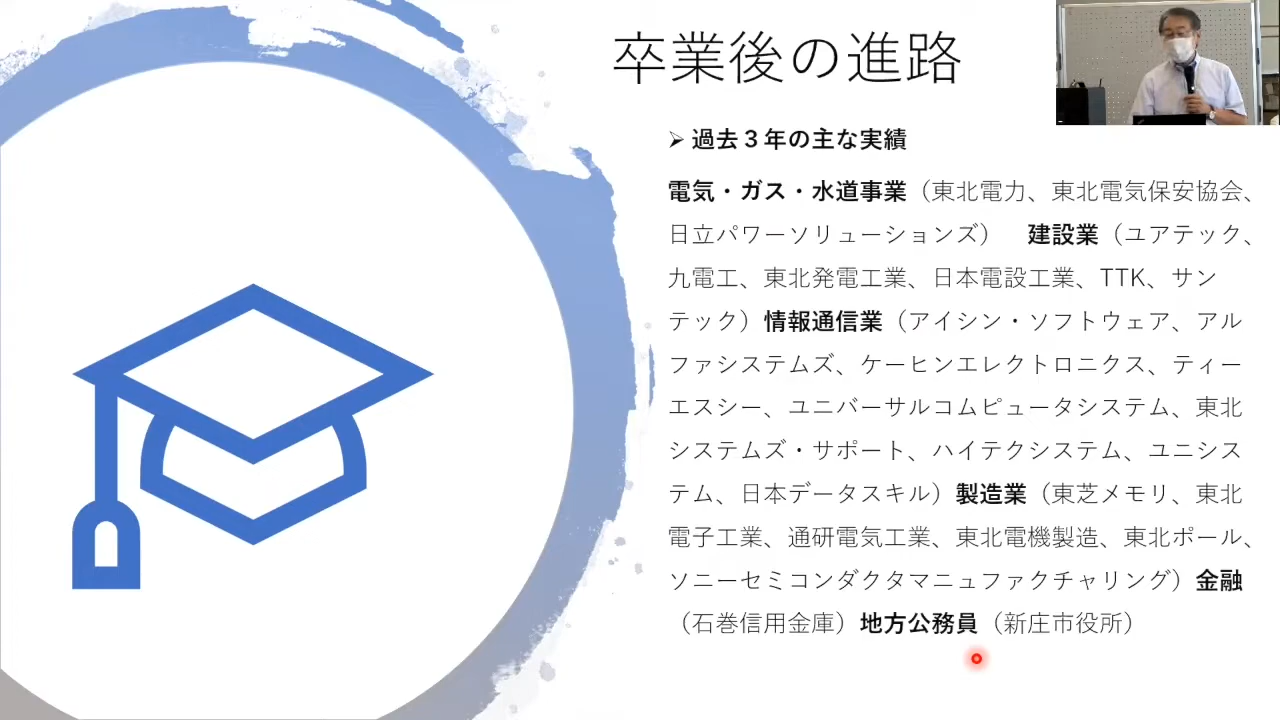 卒業後の進路
➢ 過去３年の主な実績
電気・ガス・水道事業（東北電力、東北電気保安協会、
日立パワーソリューションズ）　建設業（ユアテック、
九電工、東北発電工業、日本電設工業、TTK、サン
テック）情報通信業（アイシン・ソフトウェア、アル
ファシステムズ、ケーヒンエレクトロニクス、ティー
エスシー、ユニバーサルコムピュータシステム、東北
システムズ・サポート、ハイテクシステム、ユニシス
テム、日本データスキル）製造業（東芝メモリ、東北
電子工業、通研電気工業、東北電機製造、東北ポール、
ソニーセミコンダクタマニュファクチャリング）金融
（石巻信用金庫）地方公務員（新庄市役所）